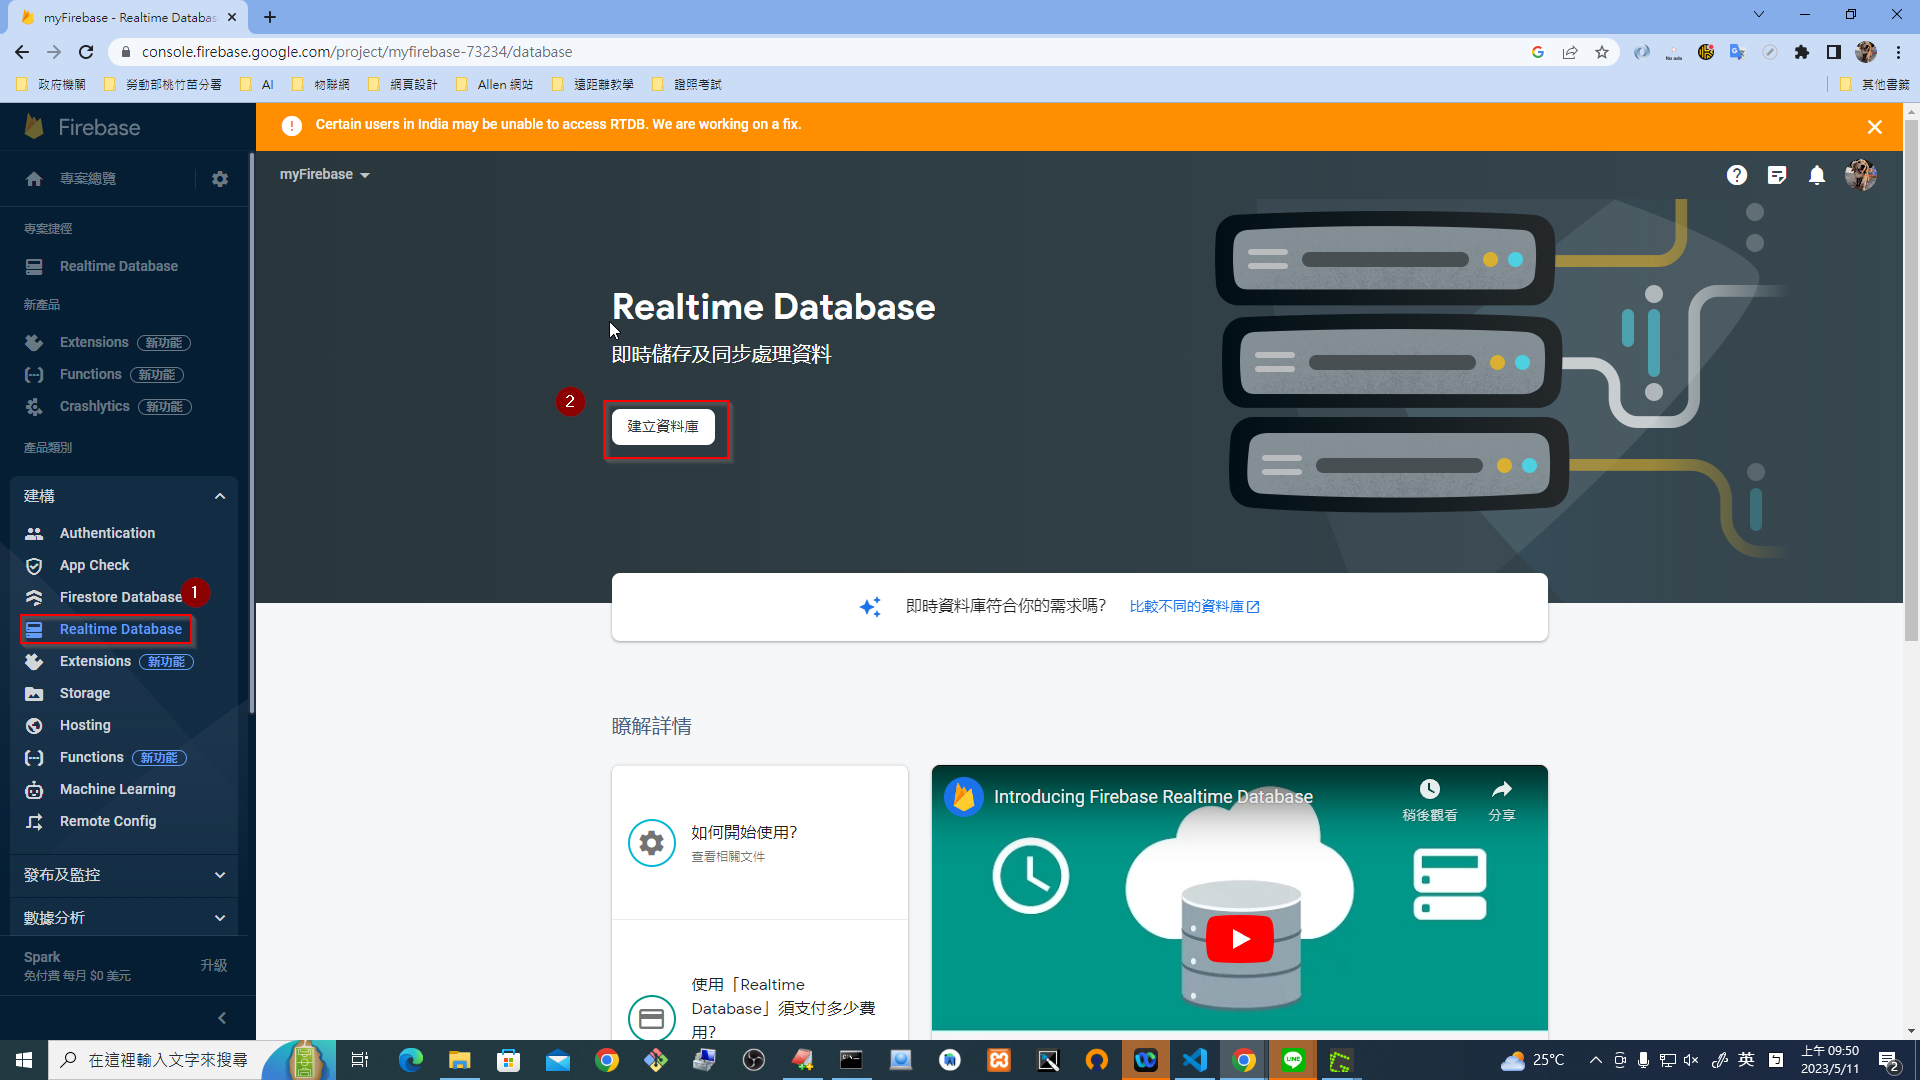 myFirebase - Realtime Databas
console.firebase.google.com/project/myfirebase-73234/database
政府機關
勞動部桃竹苗分署
AI
物聯網
網頁設計
Allen 網站
遠距離教學
證照考試
其他書籤
Firebase
Certain users in India may be unable to access RTDB. We are working on a fix.
專案總覽
myFirebase
專案捷徑
Realtime Database
新產品
Extensions 新功能
Functions 新功能
Crashlytics 新功能
產品類別
建構
Authentication
App Check
Firestore Database
1
Realtime Database
Extensions 新功能
Storage
Hosting
Functions 新功能
Machine Learning
Remote Config
發布及監控
數據分析
Spark
免付費 每月 $0 美元
升級
Realtime Database
即時儲存及同步處理資料
2
建立資料庫
即時資料庫符合你的需求嗎?
比較不同的資料庫
瞭解詳情
如何開始使用?
查看相關文件
使用「Realtime
Database」須支付多少費
用?
Introducing Firebase Realtime Database
稍後觀看
分享
在這裡輸入文字來搜尋
LINE
25°C
英
上午 09:50
2023/5/11
2